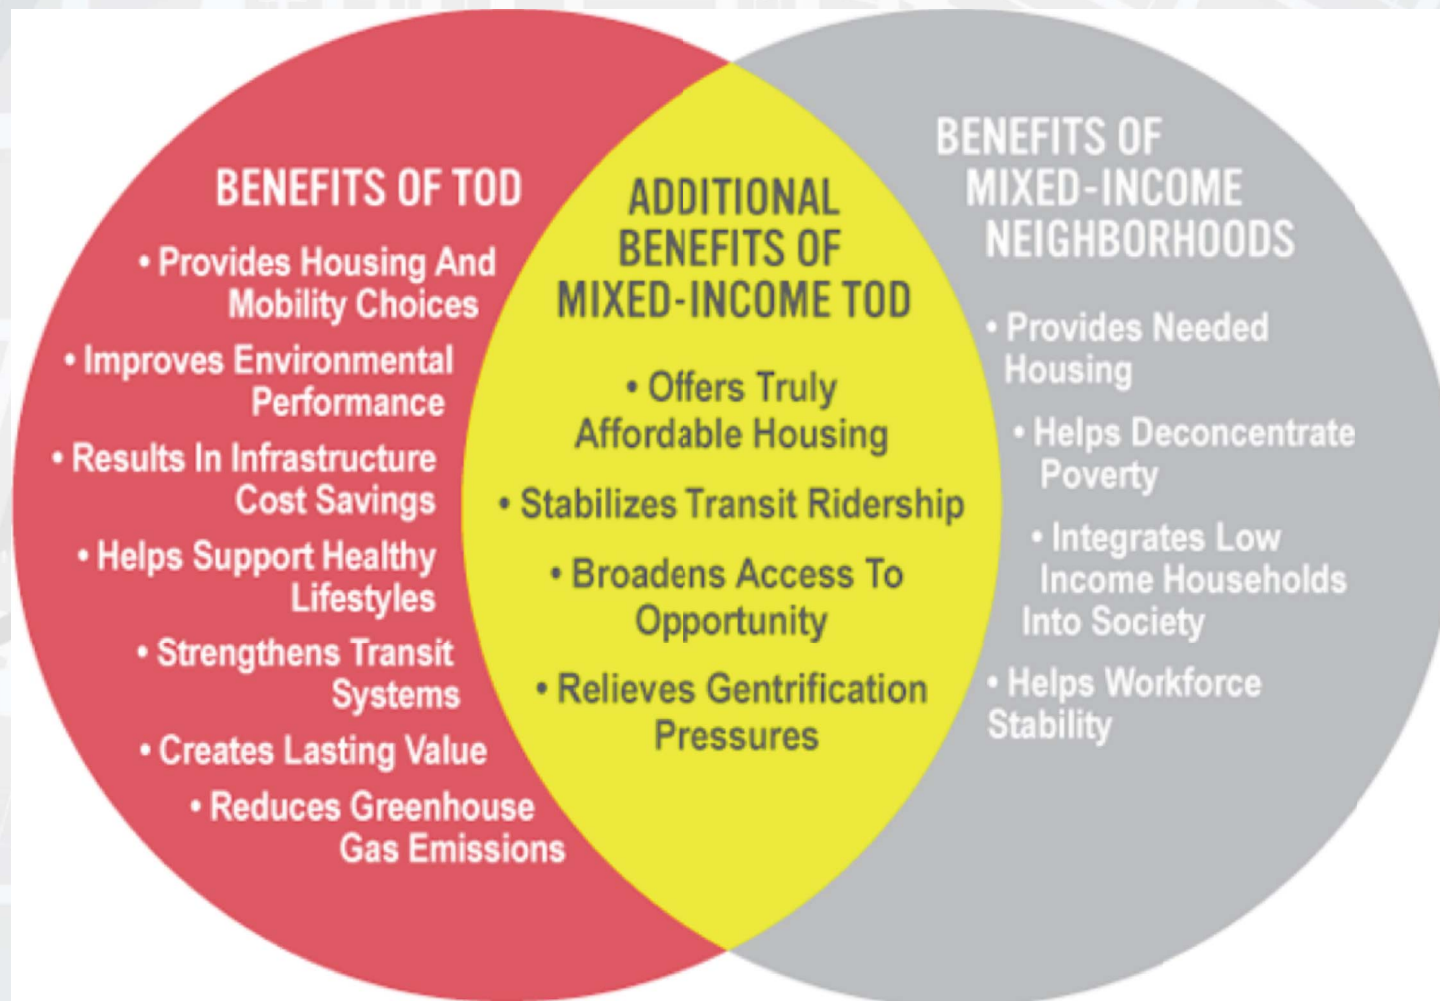 BENEFITS OF TOD
• Provides Housing And
Mobility Choices
• Improves Environmental
Performance
• Results In Infrastructure
Cost Savings
• Helps Support Healthy
Lifestyles
• Strengthens Transit
Systems
• Creates Lasting Value
• Reduces Greenhouse
Gas Emissions
ADDITIONAL
BENEFITS OF
MIXED-INCOME TOD
• Offers Truly
Affordable Housing
• Stabilizes Transit Ridership
• Broadens Access To
Opportunity
• Relieves Gentrification
Pressures
BENEFITS OF
MIXED-INCOME
NEIGHBORHOODS
• Provides Needed
Housing
• Helps Deconcentrate
Poverty
• Integrates Low
Income Households
Into Society
• Helps Workforce
Stability